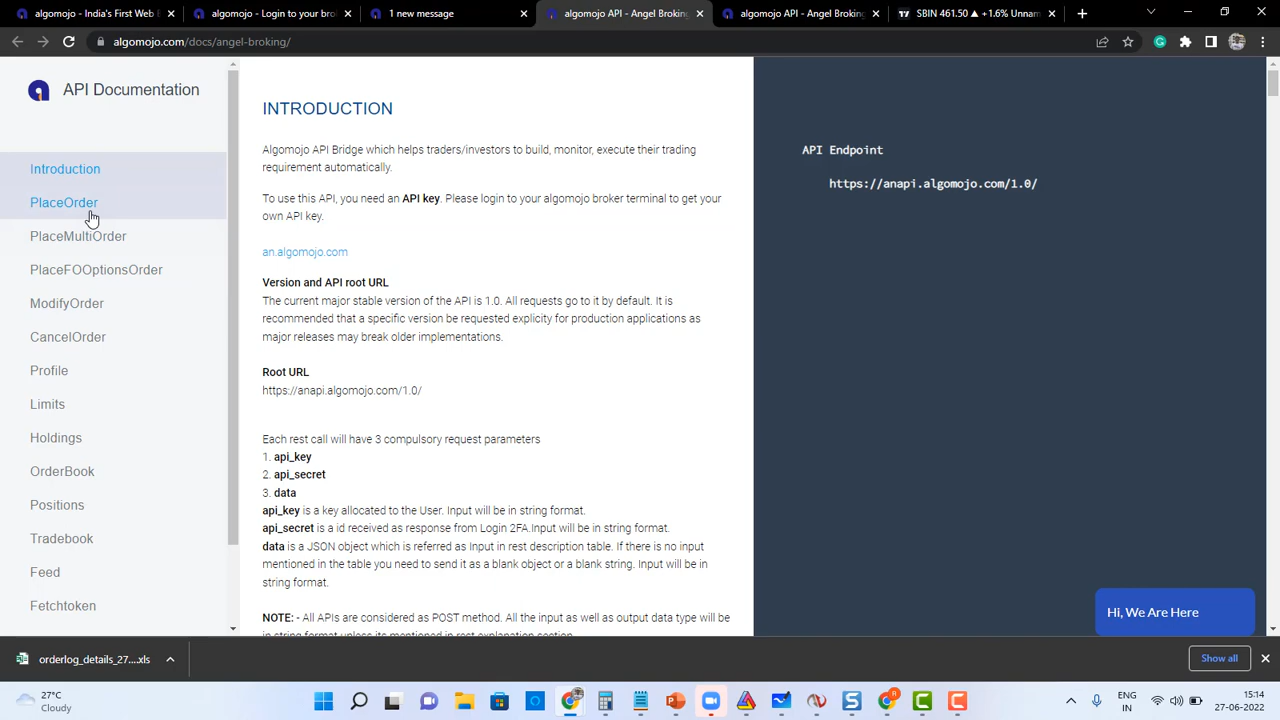 algomojo - India's First Web B
algomojo - Login to your brok
1 new message
algomojo API - Angel Broking
algomojo API - Angel Broking
SBIN 461.50 ▲ +1.6% Unnam
algomojo.com/docs/angel-broking/
API Documentation
Introduction
PlaceOrder
PlaceMultiOrder
PlaceFOOptionsOrder
ModifyOrder
CancelOrder
Profile
Limits
Holdings
OrderBook
Positions
Tradebook
Feed
Fetchtoken
INTRODUCTION
Algomojo API Bridge which helps traders/investors to build, monitor, execute their trading
requirement automatically.
To use this API, you need an API key. Please login to your algomojo broker terminal to get your
own API key.
an.algomojo.com
Version and API root URL
The current major stable version of the API is 1.0. All requests go to it by default. It is
recommended that a specific version be requested explicity for production applications as
major releases may break older implementations.
Root URL
https://anapi.algomojo.com/1.0/
Each rest call will have 3 compulsory request parameters
1. api_key
2. api_secret
3. data
api_key is a key allocated to the User. Input will be in string format.
api_secret is a id received as response from Login 2FA.Input will be in string format.
data is a JSON object which is referred as Input in rest description table. If there is no input
mentioned in the table you need to send it as a blank object or a blank string. Input will be in
string format.
NOTE: - All APIs are considered as POST method. All the input as well as output data type will be
in string format unless its mentioned in rest explanation section.
API Endpoint
https://anapi.algomojo.com/1.0/
Hi, We Are Here
orderlog_details_27....xls
Show all
27°C
Cloudy
ENG
IN
15:14
27-06-2022